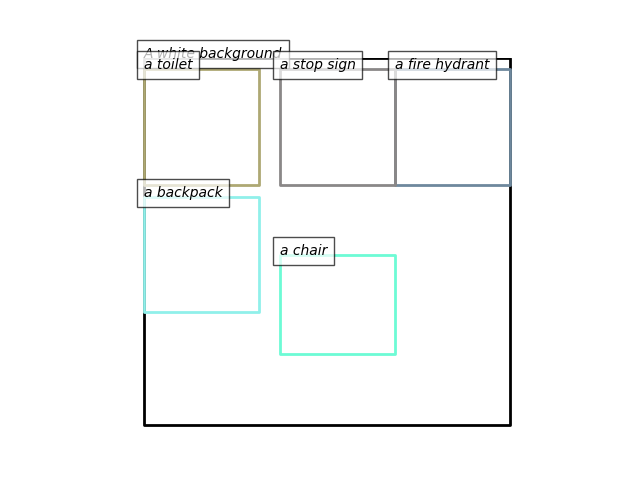 A white background
a toilet
a stop sign
a fire hydrant
a backpack
a chair